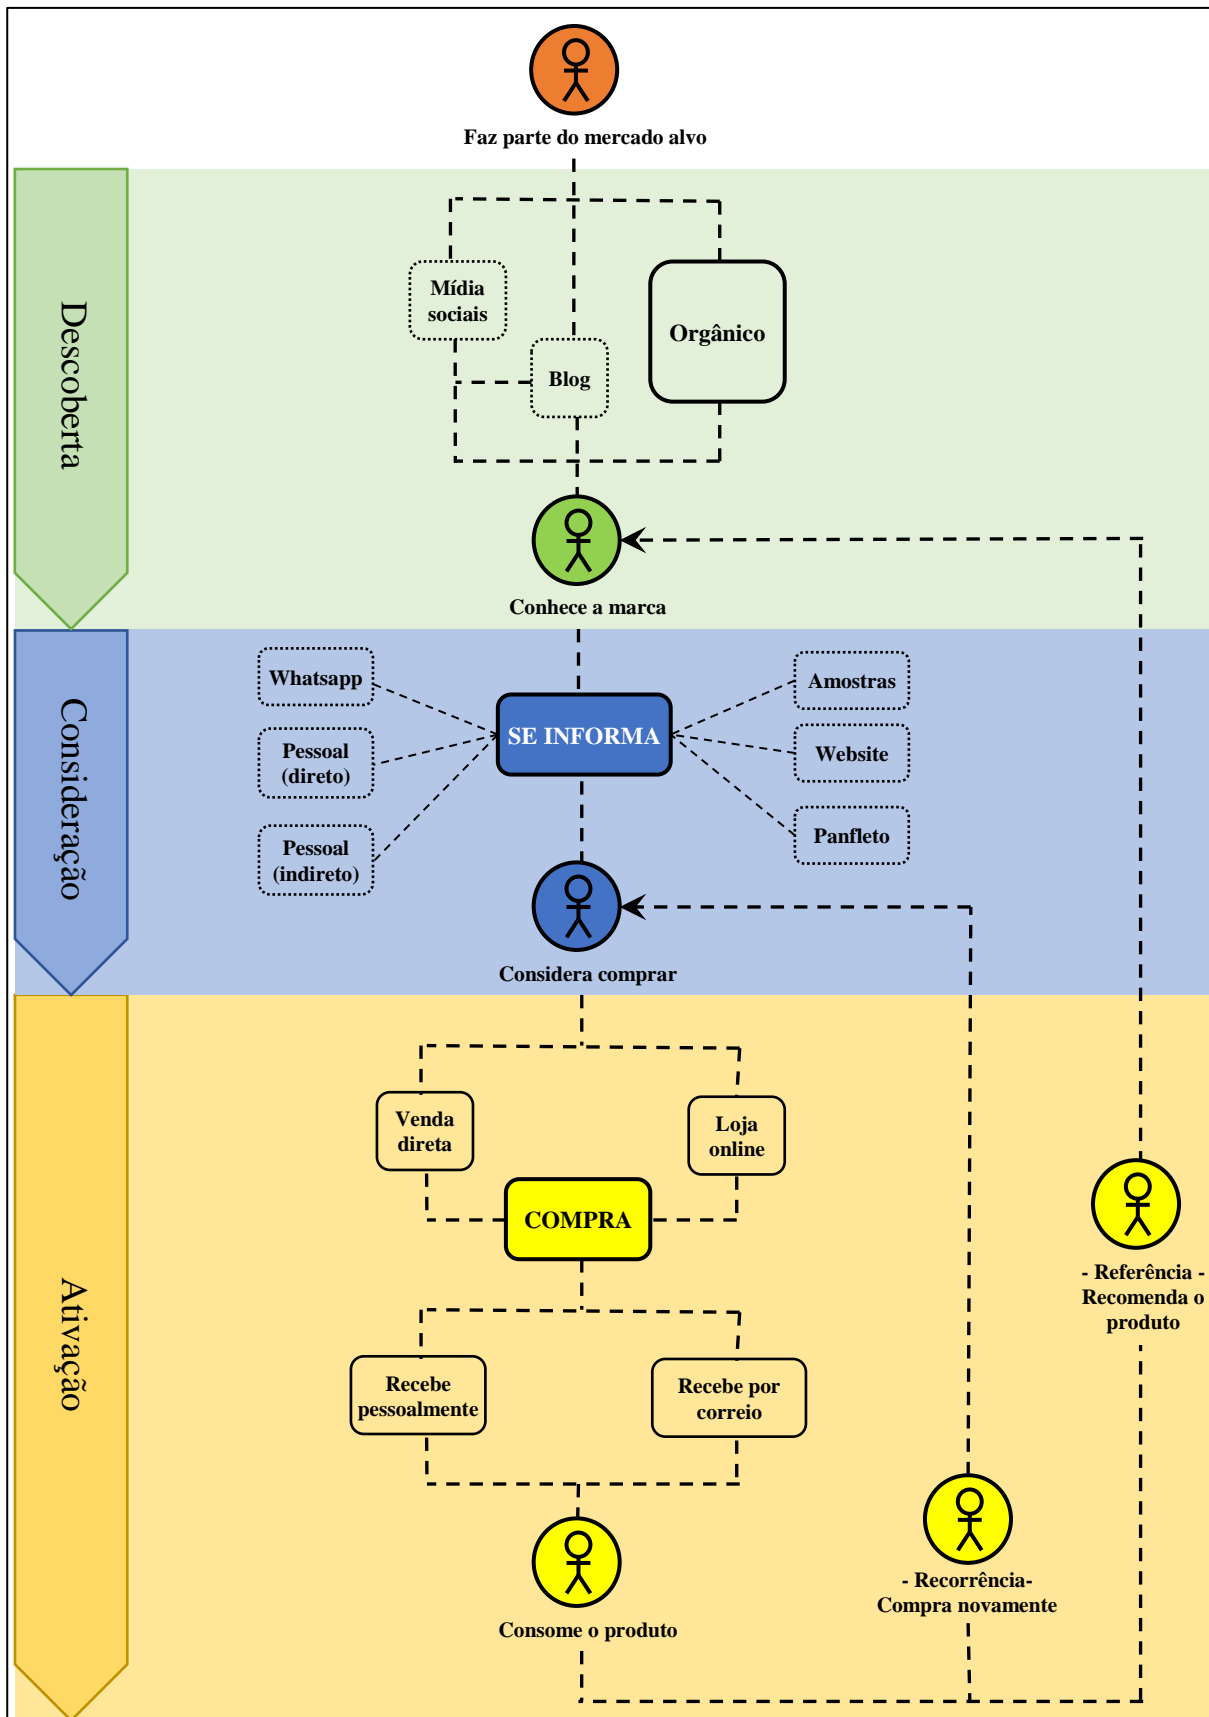 Faz parte do mercado alvo
Descoberta
Mídia
sociais
Blog
Orgânico
Conhece a marca
Consideração
Whatsapp
Pessoal
(direto)
Pessoal
(indireto)
SE INFORMA
Amostras
Website
Panfleto
Considera comprar
Ativação
Venda
direta
Loja
online
COMPRA
Recebe
pessoalmente
Recebe por
correio
Consome o produto
- Recorrência-
Compra novamente
- Referência -
Recomenda o
produto